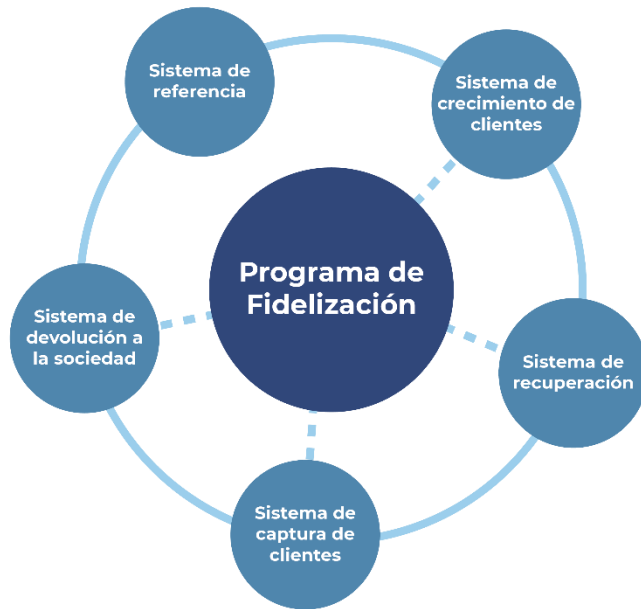 Sistema de
referencia
Sistema de
crecimiento de
clientes
Programa de
Fidelización
Sistema de
devolución a
la sociedad
Sistema de
recuperación
Sistema de
captura de
clientes